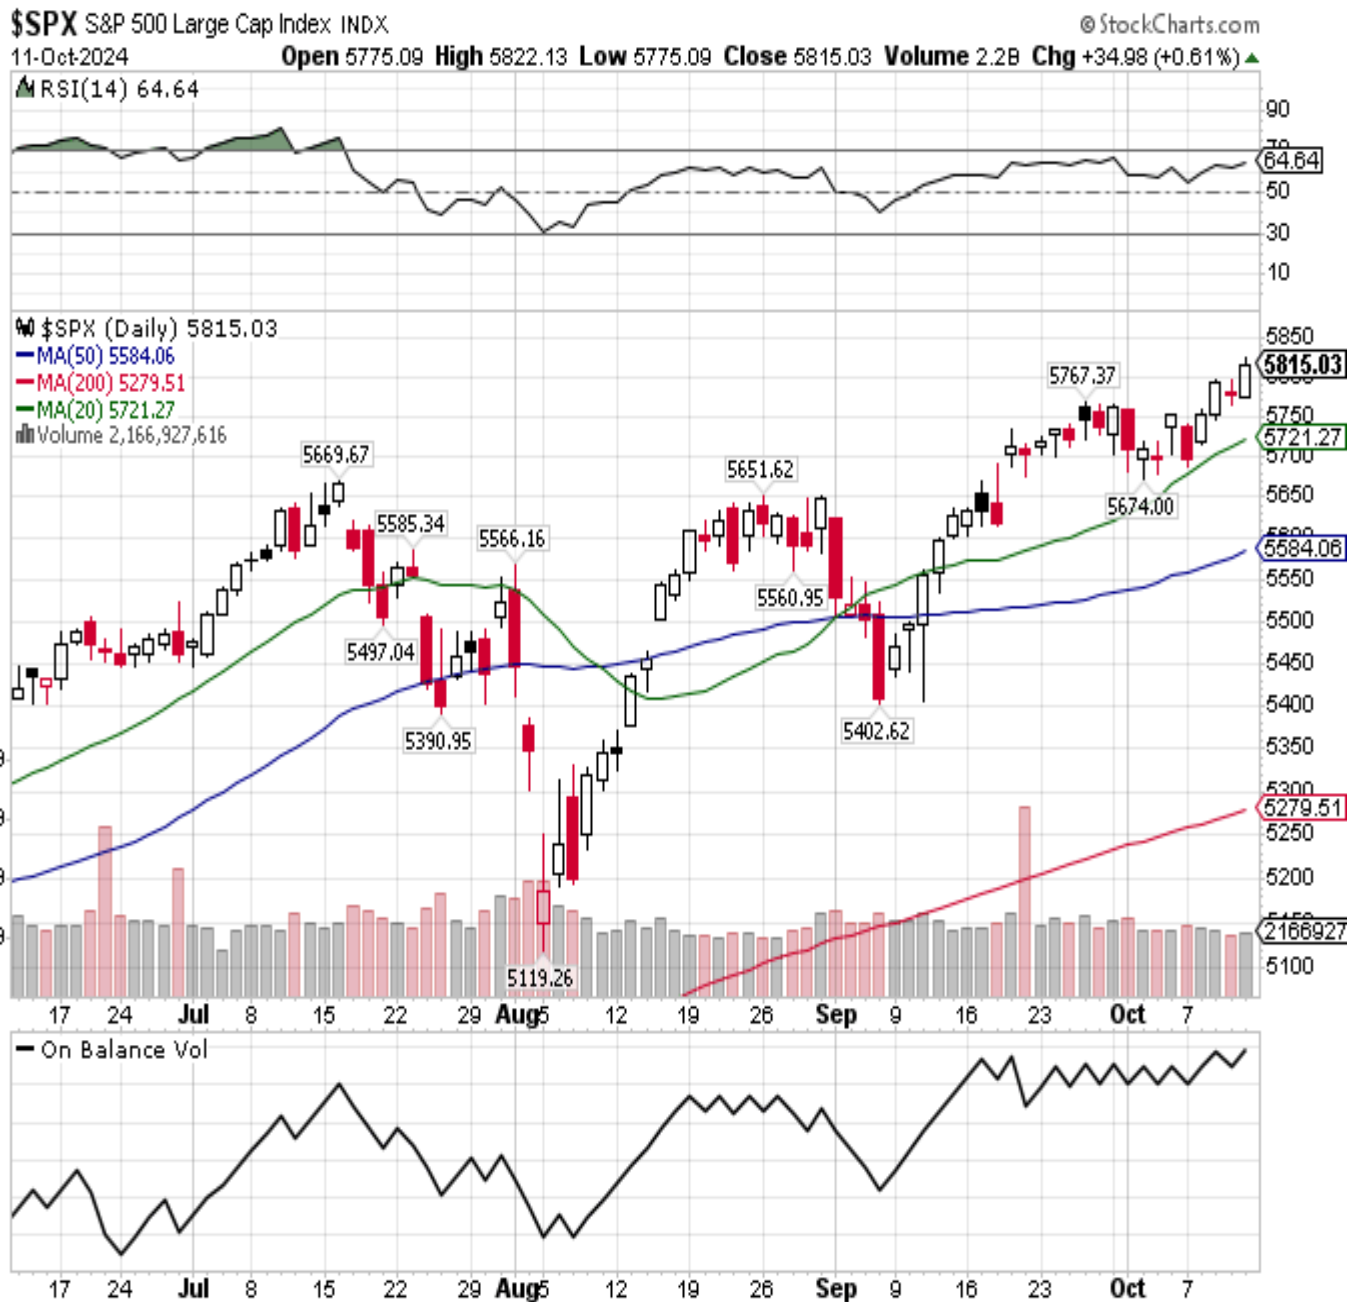 $SPX S&P 500 Large Cap Index INDX
© StockCharts.com
11-Oct-2024
Open 5775.09 High 5822.13 Low 5775.09 Close 5815.03 Volume 2.2B Chg +34.98 (+0.61%)
RSI(14) 64.64
90
70
64.64
50
30
10
$SPX (Daily) 5815.03
MA(50) 5584.06
MA(200) 5279.51
MA(20) 5721.27
Volume 2,166,927,616
5850
5815.03
5800
5767.37
5750
5721.27
5700
5669.67
5651.62
5650
5674.00
5600
5585.34
5566.16
5584.06
5560.95
5550
5500
5497.04
5450
5402.62
5400
5390.95
5350
5300
5279.51
5250
5200
5150
2166927
5119.26
5100
17 24 Jul 8 15 22 29 Aug 5 12 19 26 Sep 9 16 23 Oct 7
On Balance Vol
17 24 Jul 8 15 22 29 Aug 5 12 19 26 Sep 9 16 23 Oct 7